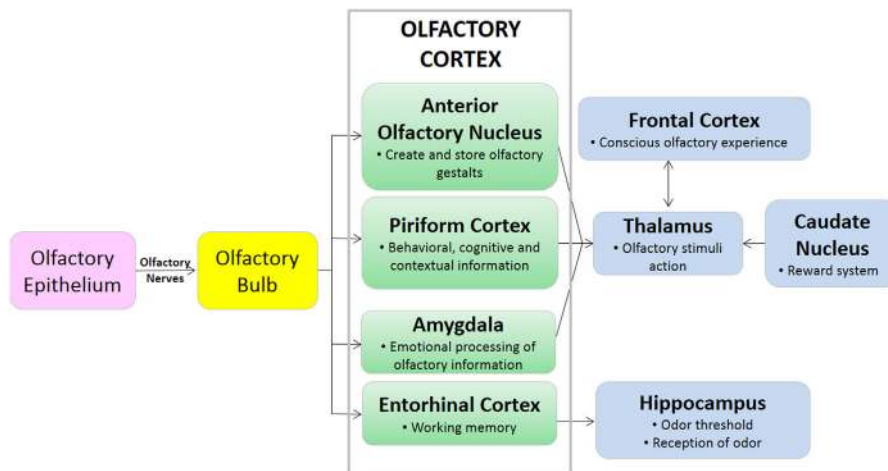 OLFACTORY
CORTEX
Anterior
Olfactory Nucleus
• Create and store olfactory
gestalts
Frontal Cortex
• Conscious olfactory experience
Olfactory
Epithelium
Olfactory
Nerves
Olfactory
Bulb
Piriform Cortex
• Behavioral, cognitive and
contextual information
Thalamus
• Olfactory stimuli
action
Caudate
Nucleus
• Reward system
Amygdala
• Emotional processing of
olfactory information
Entorhinal Cortex
• Working memory
Hippocampus
• Odor threshold
• Reception of odor